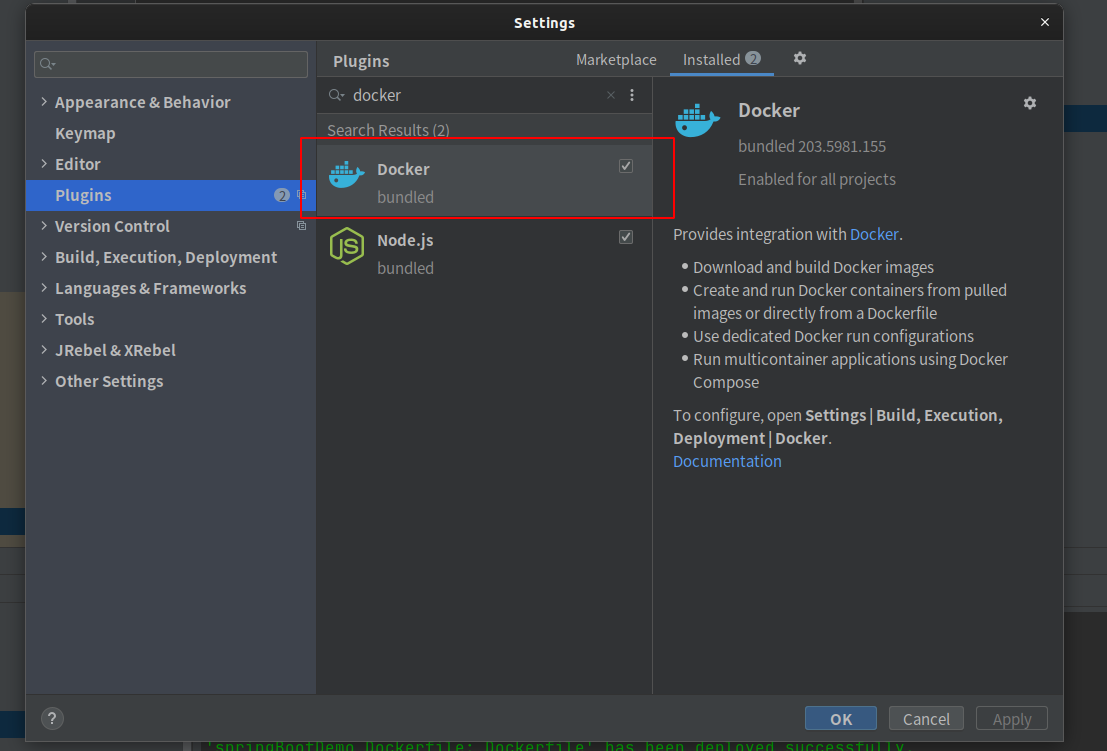 Settings
Plugins
Marketplace
Installed 2
Appearance & Behavior
Keymap
Editor
Plugins 2
Version Control
Build, Execution, Deployment
Languages & Frameworks
Tools
JRebel & XRebel
Other Settings
docker
Search Results (2)
Docker
bundled
JS
Node.js
bundled
Docker
bundled 203.5981.155
Enabled for all projects
Provides integration with Docker.
• Download and build Docker images
• Create and run Docker containers from pulled
images or directly from a Dockerfile
• Use dedicated Docker run configurations
• Run multicontainer applications using Docker
Compose
To configure, open Settings | Build, Execution,
Deployment | Docker.
Documentation
?
OK
Cancel
Apply
'springBootDemo Dockerfile: Dockerfile' has been deployed successfully